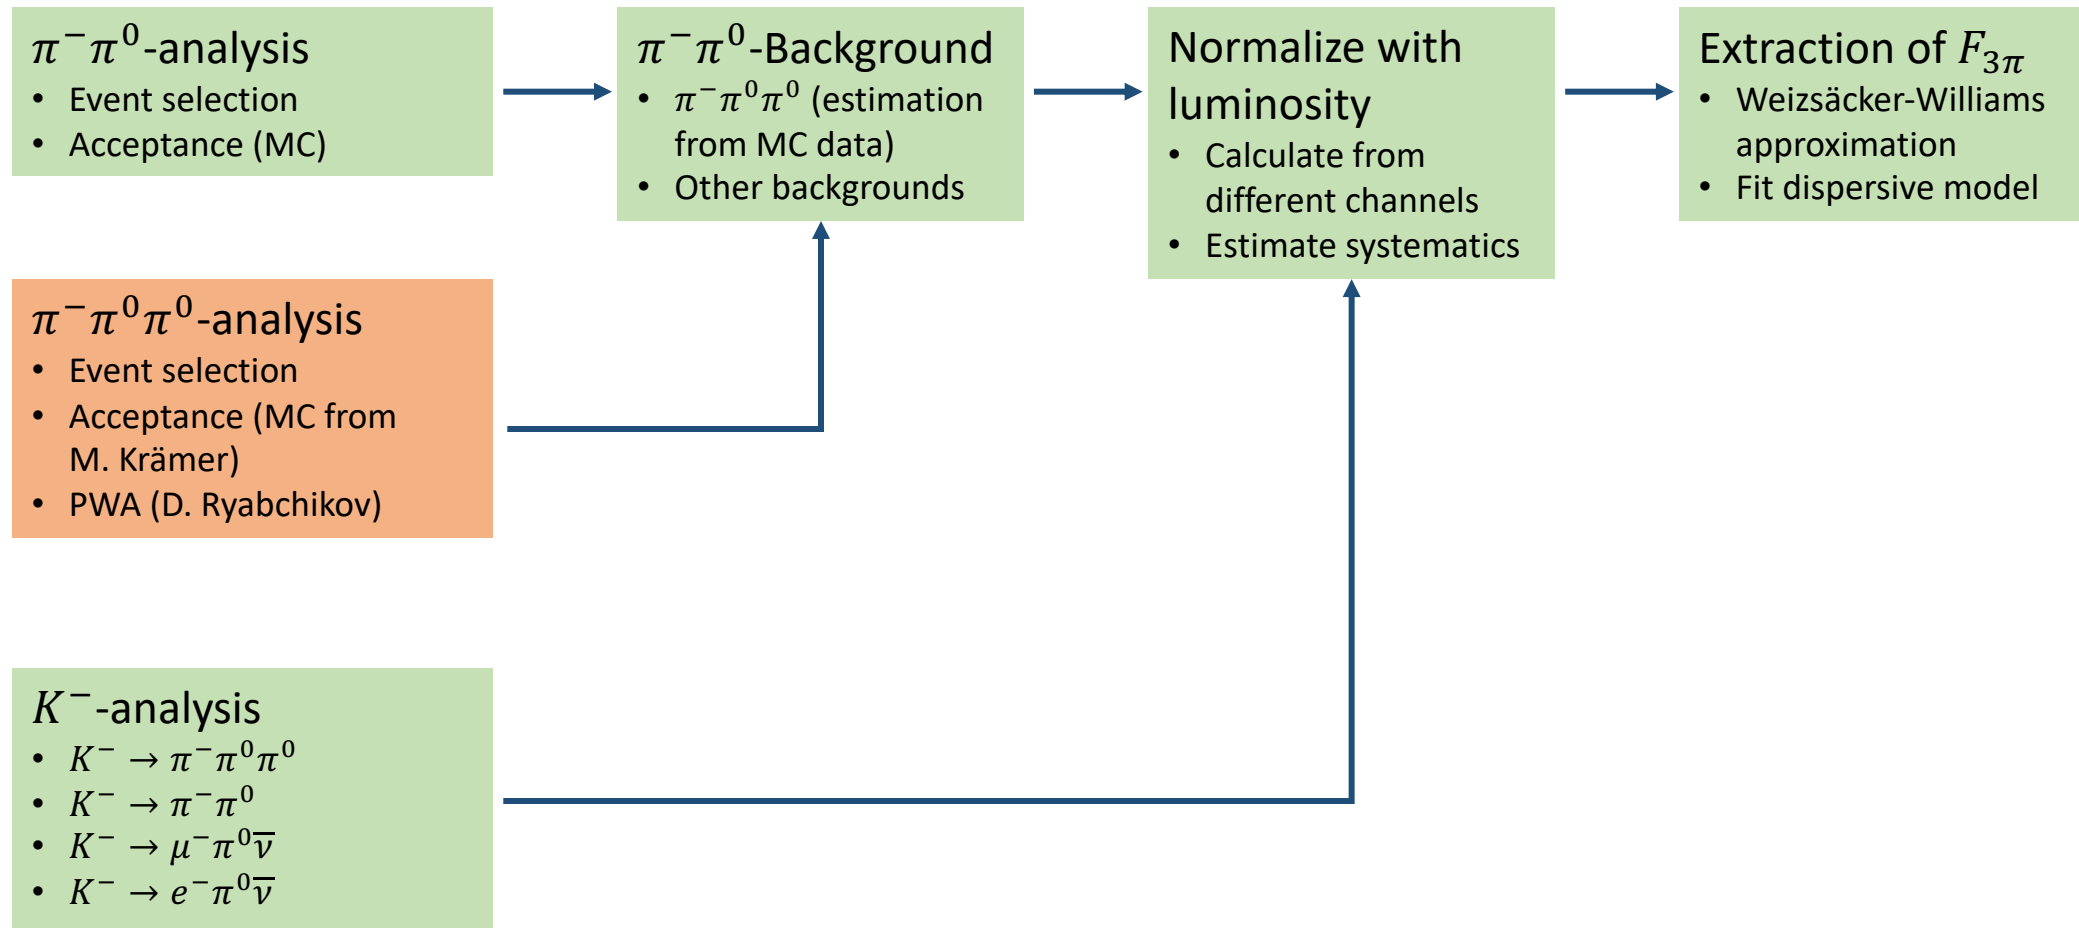 π⁻π⁰-analysis
• Event selection
• Acceptance (MC)
π⁻π⁰-Background
• π⁻π⁰π⁰ (estimation
from MC data)
• Other backgrounds
Normalize with
luminosity
• Calculate from
different channels
• Estimate systematics
Extraction of F₃π
• Weizsäcker-Williams
approximation
• Fit dispersive model
π⁻π⁰π⁰-analysis
• Event selection
• Acceptance (MC from
M. Krämer)
• PWA (D. Ryabchikov)
K⁻-analysis
• K⁻ → π⁻π⁰π⁰
• K⁻ → π⁻π⁰
• K⁻ → μ⁻π⁰ν̅
• K⁻ → e⁻π⁰ν̅